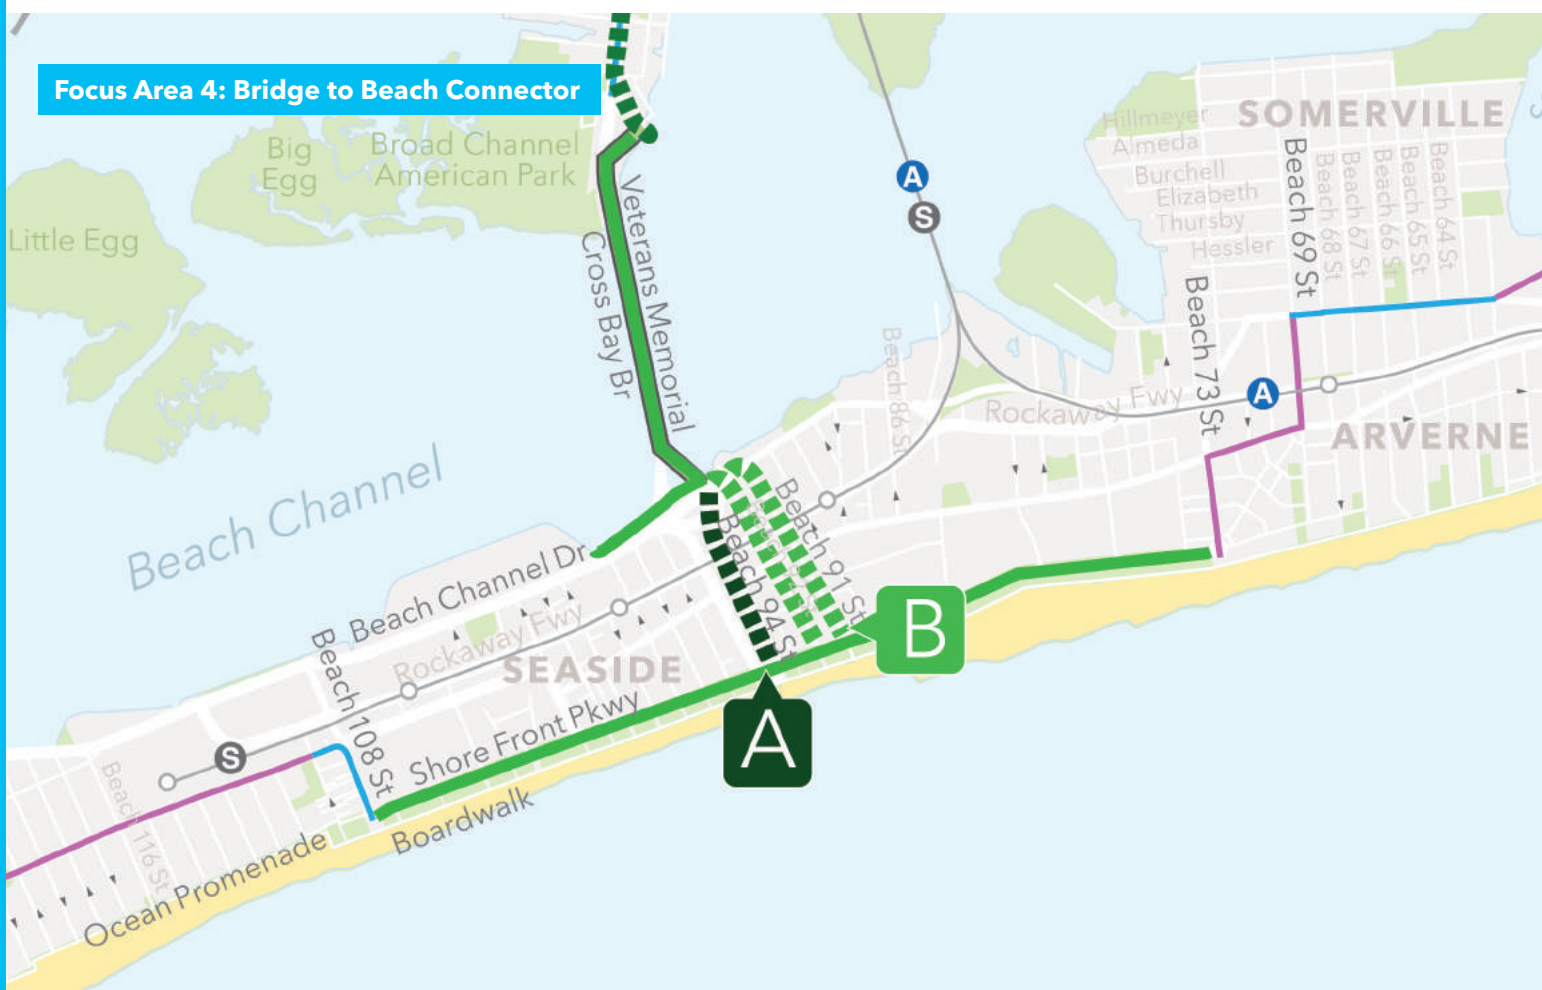 Focus Area 4: Bridge to Beach Connector
Big
Egg
Broad Channel
American Park
Little Egg
Veterans Memorial
Cross Bay Br
A
S
Hillmeyer
Almeda
Burchell
Elizabeth
Thursby
Hessler
SOMERVILLE
Beach 69 St
Beach 68 St
Beach 67 St
Beach 66 St
Beach 65 St
Beach 64 St
Beach 73 St
Beach 86 St
Rockaway Fwy
A
ARVERNE
Beach Channel
Beach Channel Dr
Beach 94 St
Beach 91 St
B
Rockaway Fwy
SEASIDE
Beach 108 St
Shore Front Pkwy
A
S
Beach 116 St
Ocean Promenade
Boardwalk